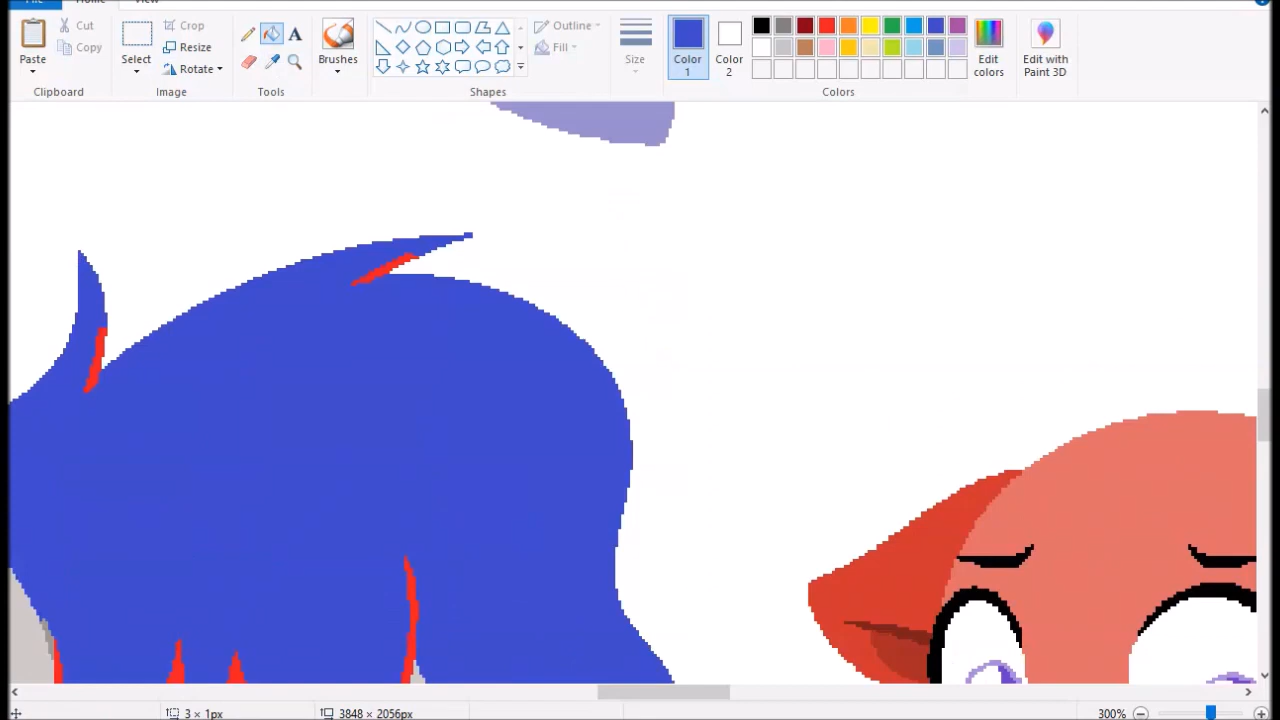 File Home View
Cut
Copy
Paste
Clipboard
Select
Crop
Resize
Rotate
Image
A
Tools
Brushes
Outline
Fill
Shapes
Size
Color 1
Color 2
Colors
Edit colors
Edit with Paint 3D
3 × 1px
3848 × 2056px
300%